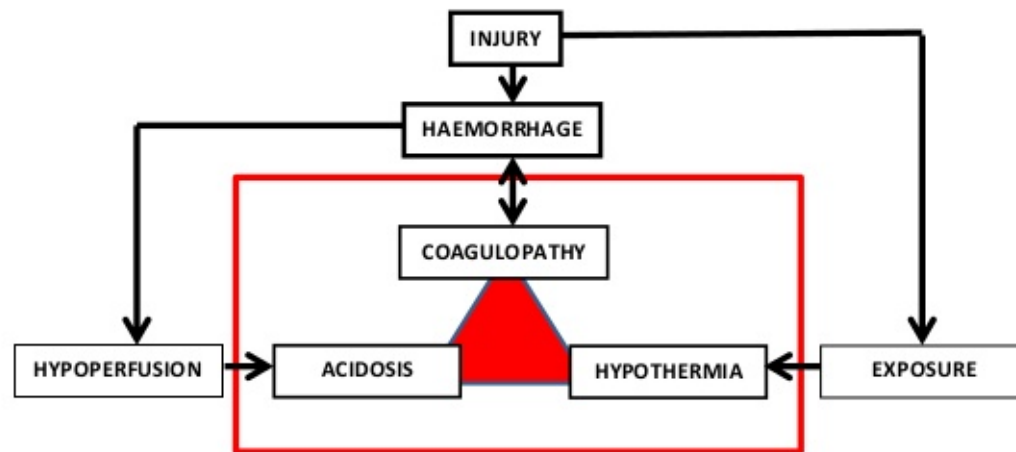 INJURY
HAEMORRHAGE
COAGULOPATHY
HYPOPERFUSION
ACIDOSIS
HYPOTHERMIA
EXPOSURE